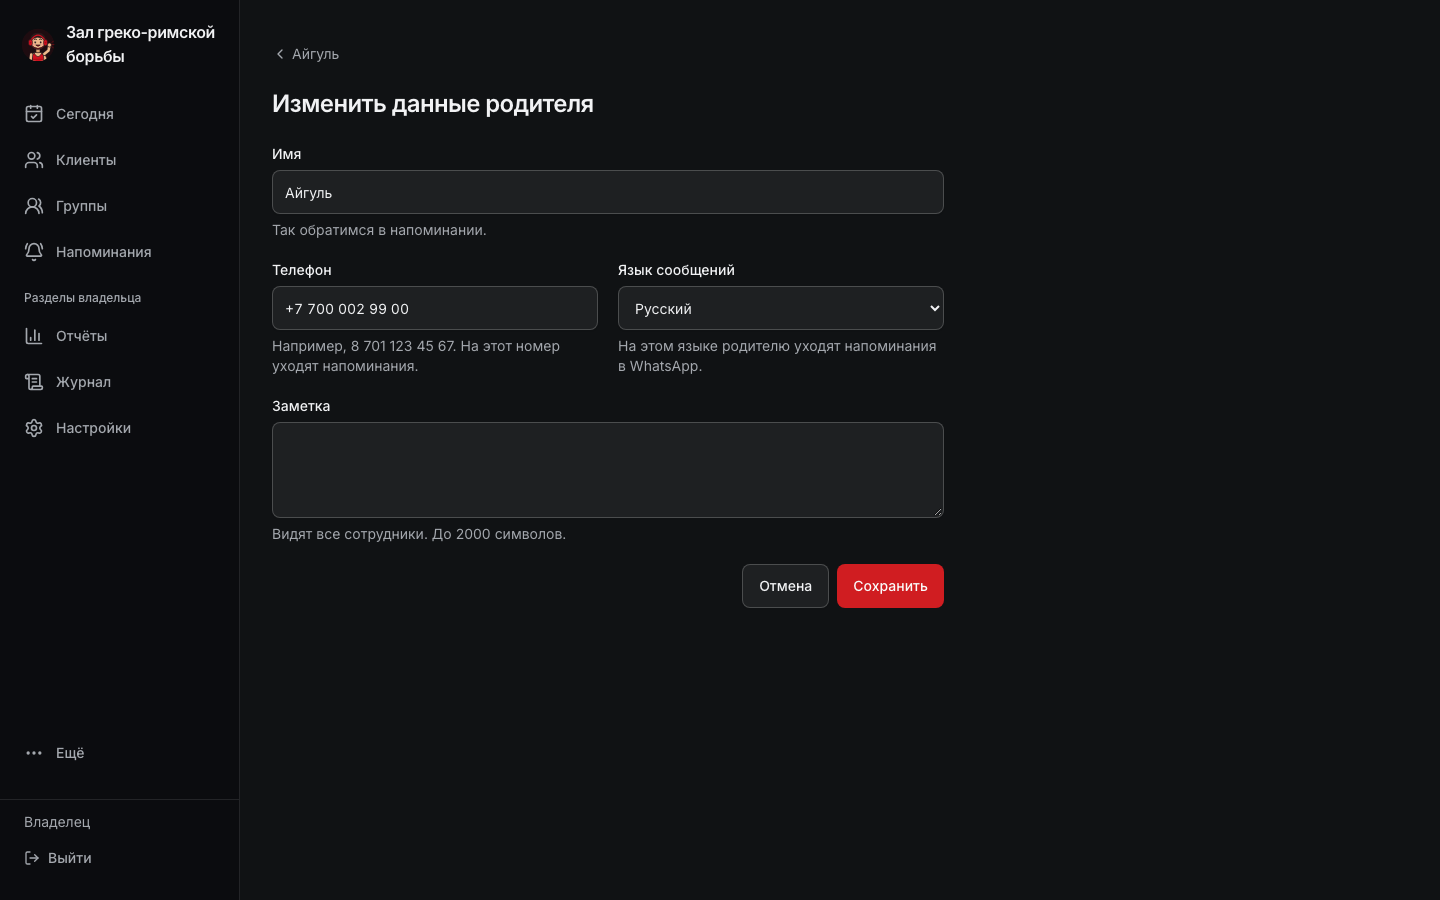 Зал греко-римской
борьбы
Сегодня
Клиенты
Группы
Напоминания
Разделы владельца
Отчёты
Журнал
Настройки
Ещё
Владелец
Выйти
Айгуль
Изменить данные родителя
Имя
Айгуль
Так обратимся в напоминании.
Телефон
+7 700 002 99 00
Например, 8 701 123 45 67. На этот номер
уходят напоминания.
Язык сообщений
Русский
На этом языке родителю уходят напоминания
в WhatsApp.
Заметка
Видят все сотрудники. До 2000 символов.
Отмена
Сохранить